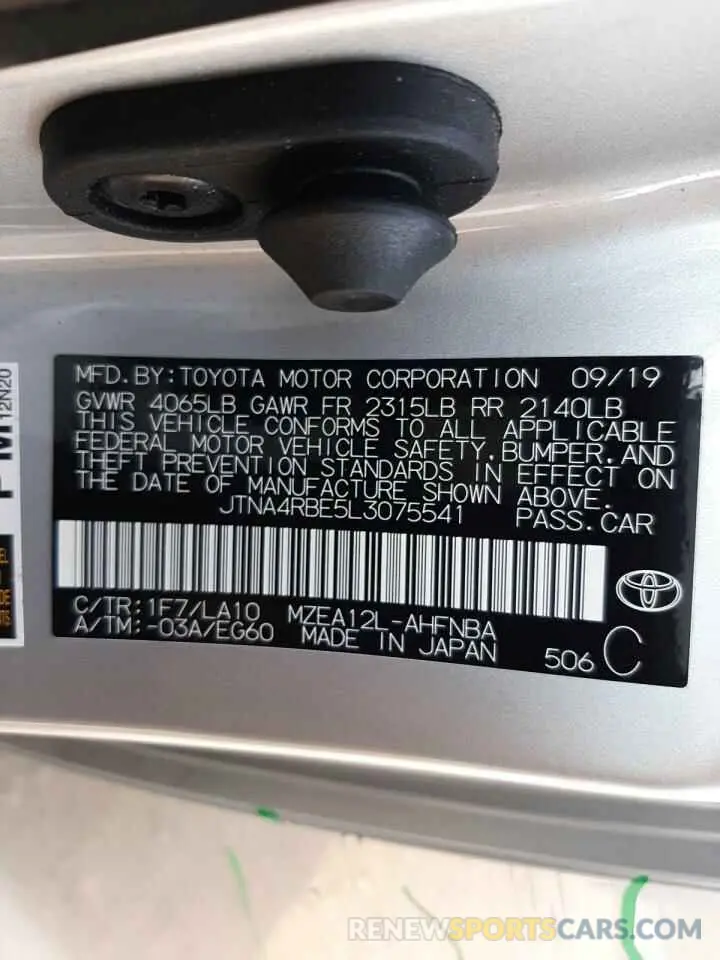 MFD. BY: TOYOTA MOTOR CORPORATION 09/19
GVWR 4065LB GAWR FR 2315LB RR 2140LB
THIS VEHICLE CONFORMS TO ALL APPLICABLE
FEDERAL MOTOR VEHICLE SAFETY, BUMPER, AND
THEFT PREVENTION STANDARDS IN EFFECT ON
THE DATE OF MANUFACTURE SHOWN ABOVE.
JTNA4RBE5L3075541 PASS. CAR
C/TR: 1F7/LA10 MZEA12L-AHFNBA
A/TM: -03A/EG60 MADE IN JAPAN 506 C
12N20
RENEWSPORTSCARS.COM